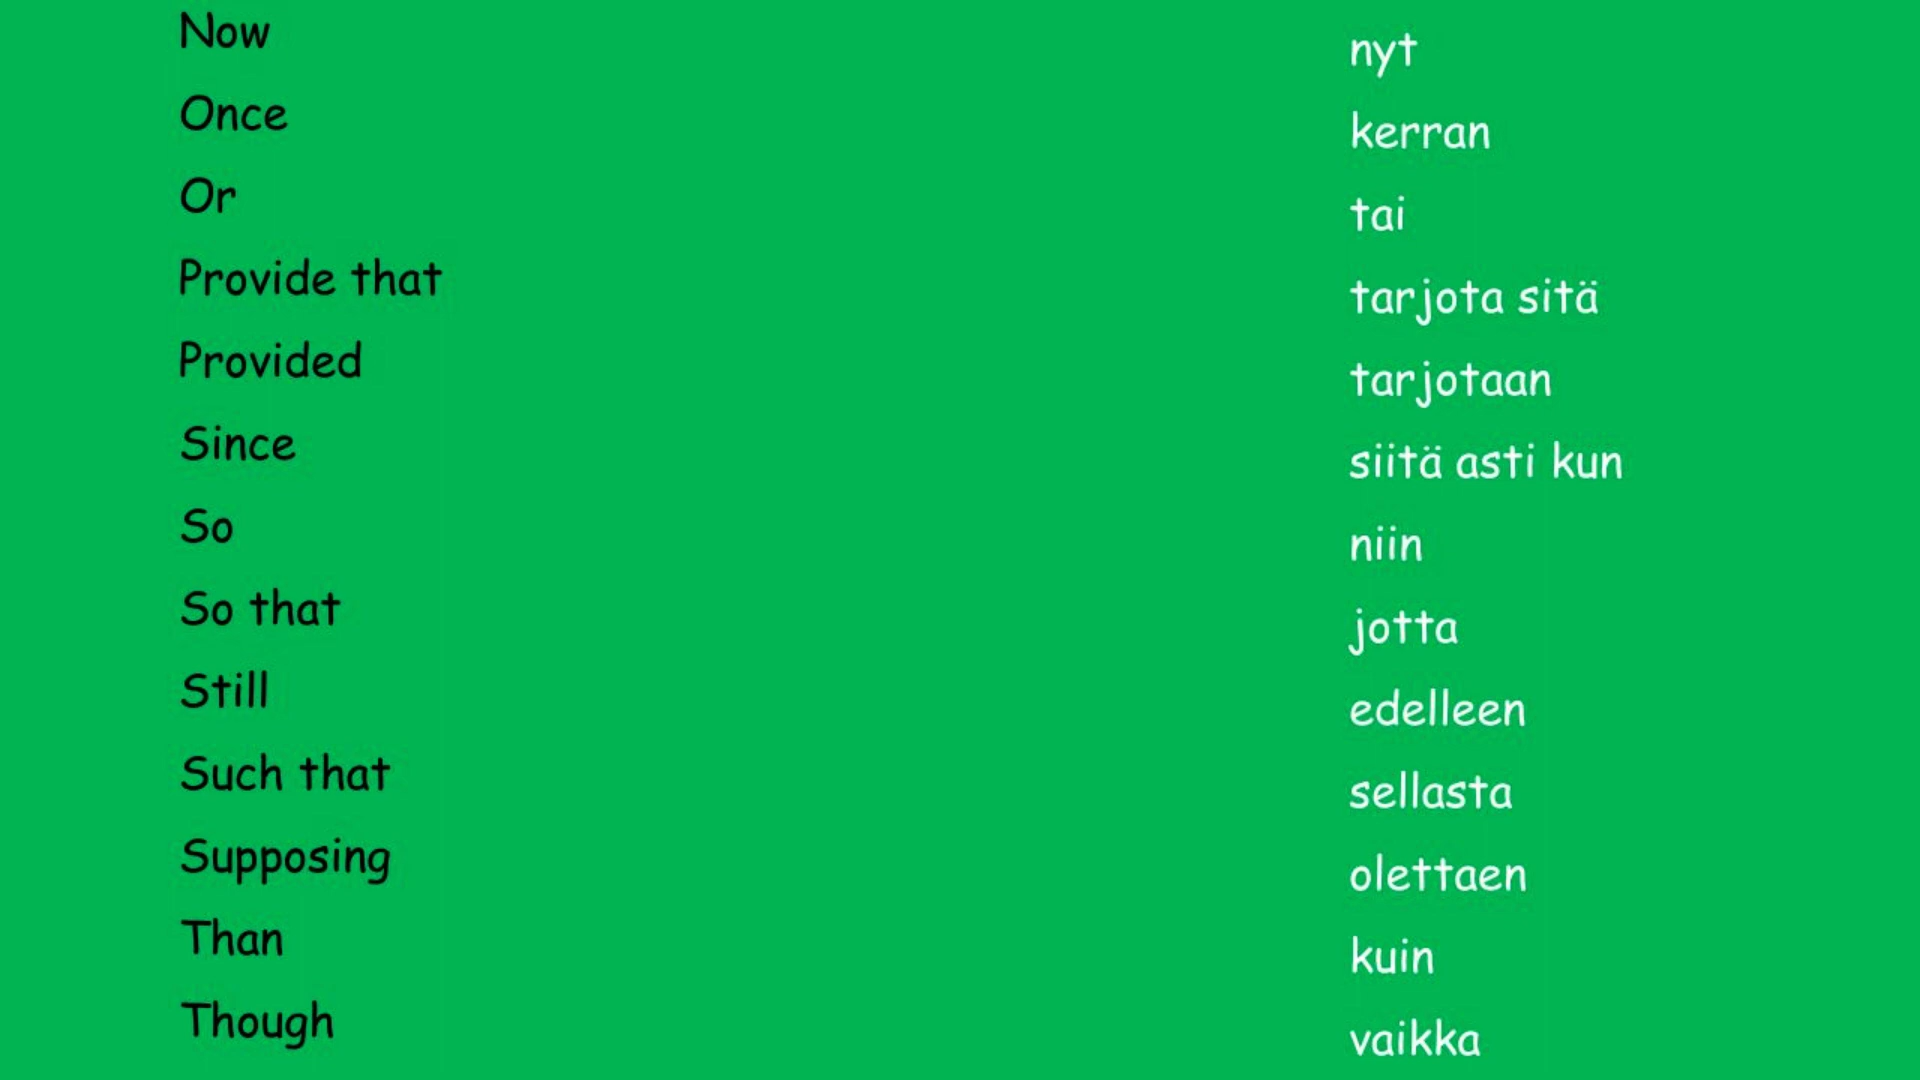 Now nyt
Once kerran
Or tai
Provide that tarjota sitä
Provided tarjotaan
Since siitä asti kun
So niin
So that jotta
Still edelleen
Such that sellasta
Supposing olettaen
Than kuin
Though vaikka